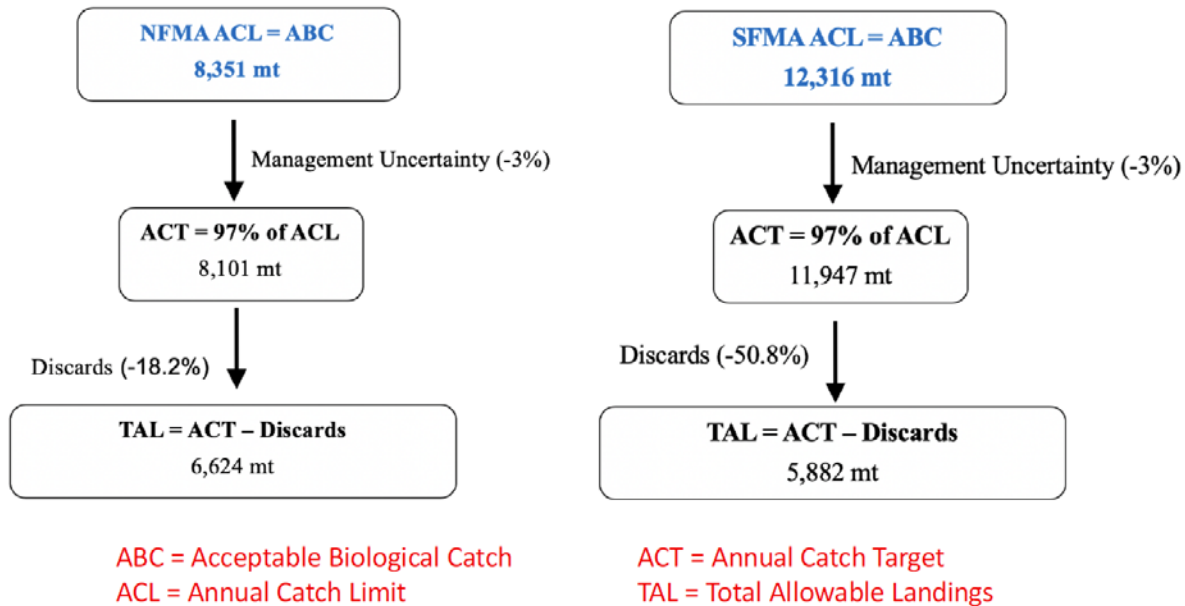 NFMA ACL = ABC
8,351 mt
Management Uncertainty (-3%)
ACT = 97% of ACL
8,101 mt
Discards (-18.2%)
TAL = ACT – Discards
6,624 mt
SFMA ACL = ABC
12,316 mt
Management Uncertainty (-3%)
ACT = 97% of ACL
11,947 mt
Discards (-50.8%)
TAL = ACT – Discards
5,882 mt
ABC = Acceptable Biological Catch
ACL = Annual Catch Limit
ACT = Annual Catch Target
TAL = Total Allowable Landings